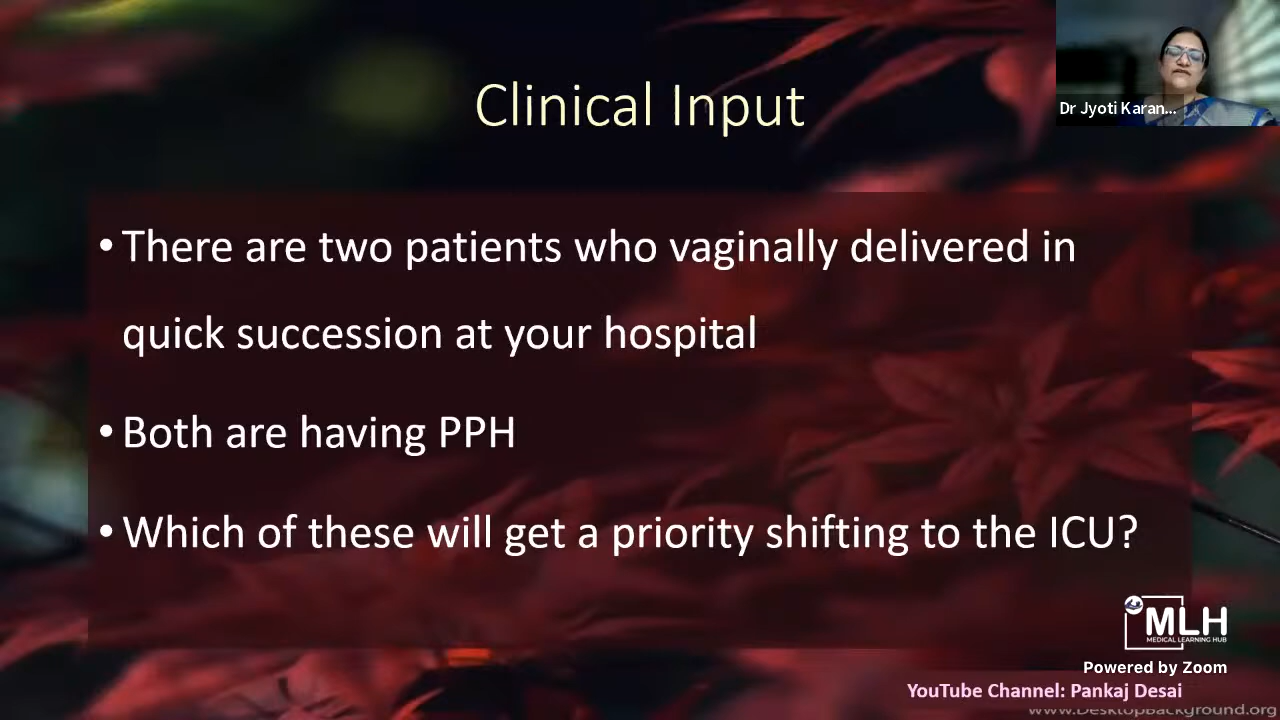 Clinical Input
Dr Jyoti Karan...
• There are two patients who vaginally delivered in
quick succession at your hospital
• Both are having PPH
• Which of these will get a priority shifting to the ICU?
MLH
MEDICAL LEARNING HUB
Powered by Zoom
YouTube Channel: Pankaj Desai
www.DesktopBackground.org